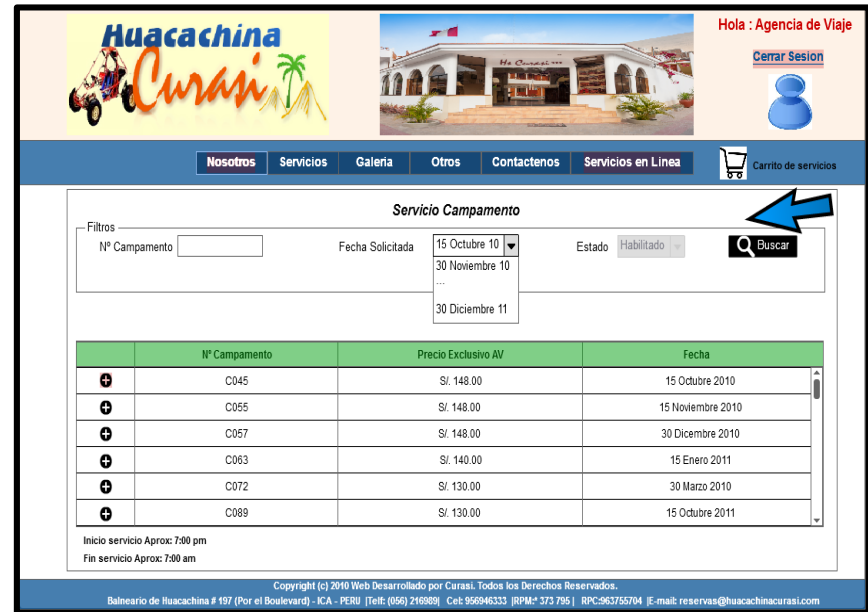 Huacachina
Curasi
Hs Curasi ***
Hola : Agencia de Viaje
Cerrar Sesion
Nosotros Servicios Galeria Otros Contactenos Servicios en Linea Carrito de servicios
Servicio Campamento
Filtros
Nº Campamento Fecha Solicitada 15 Octubre 10 Estado Habilitado Buscar
30 Noviembre 10
...
30 Diciembre 11
Nº Campamento Precio Exclusivo AV Fecha
C045 S/. 148.00 15 Octubre 2010
C055 S/. 148.00 15 Noviembre 2010
C057 S/. 148.00 30 Dicembre 2010
C063 S/. 140.00 15 Enero 2011
C072 S/. 130.00 30 Marzo 2010
C089 S/. 130.00 15 Octubre 2011
Inicio servicio Aprox: 7:00 pm
Fin servicio Aprox: 7:00 am
Copyright (c) 2010 Web Desarrollado por Curasi. Todos los Derechos Reservados.
Balneario de Huacachina # 197 (Por el Boulevard) - ICA - PERU |Telf: (056) 216989| Cel: 956946333 |RPM:* 373 795 | RPC:963755704 |E-mail: reservas@huacachinacurasi.com